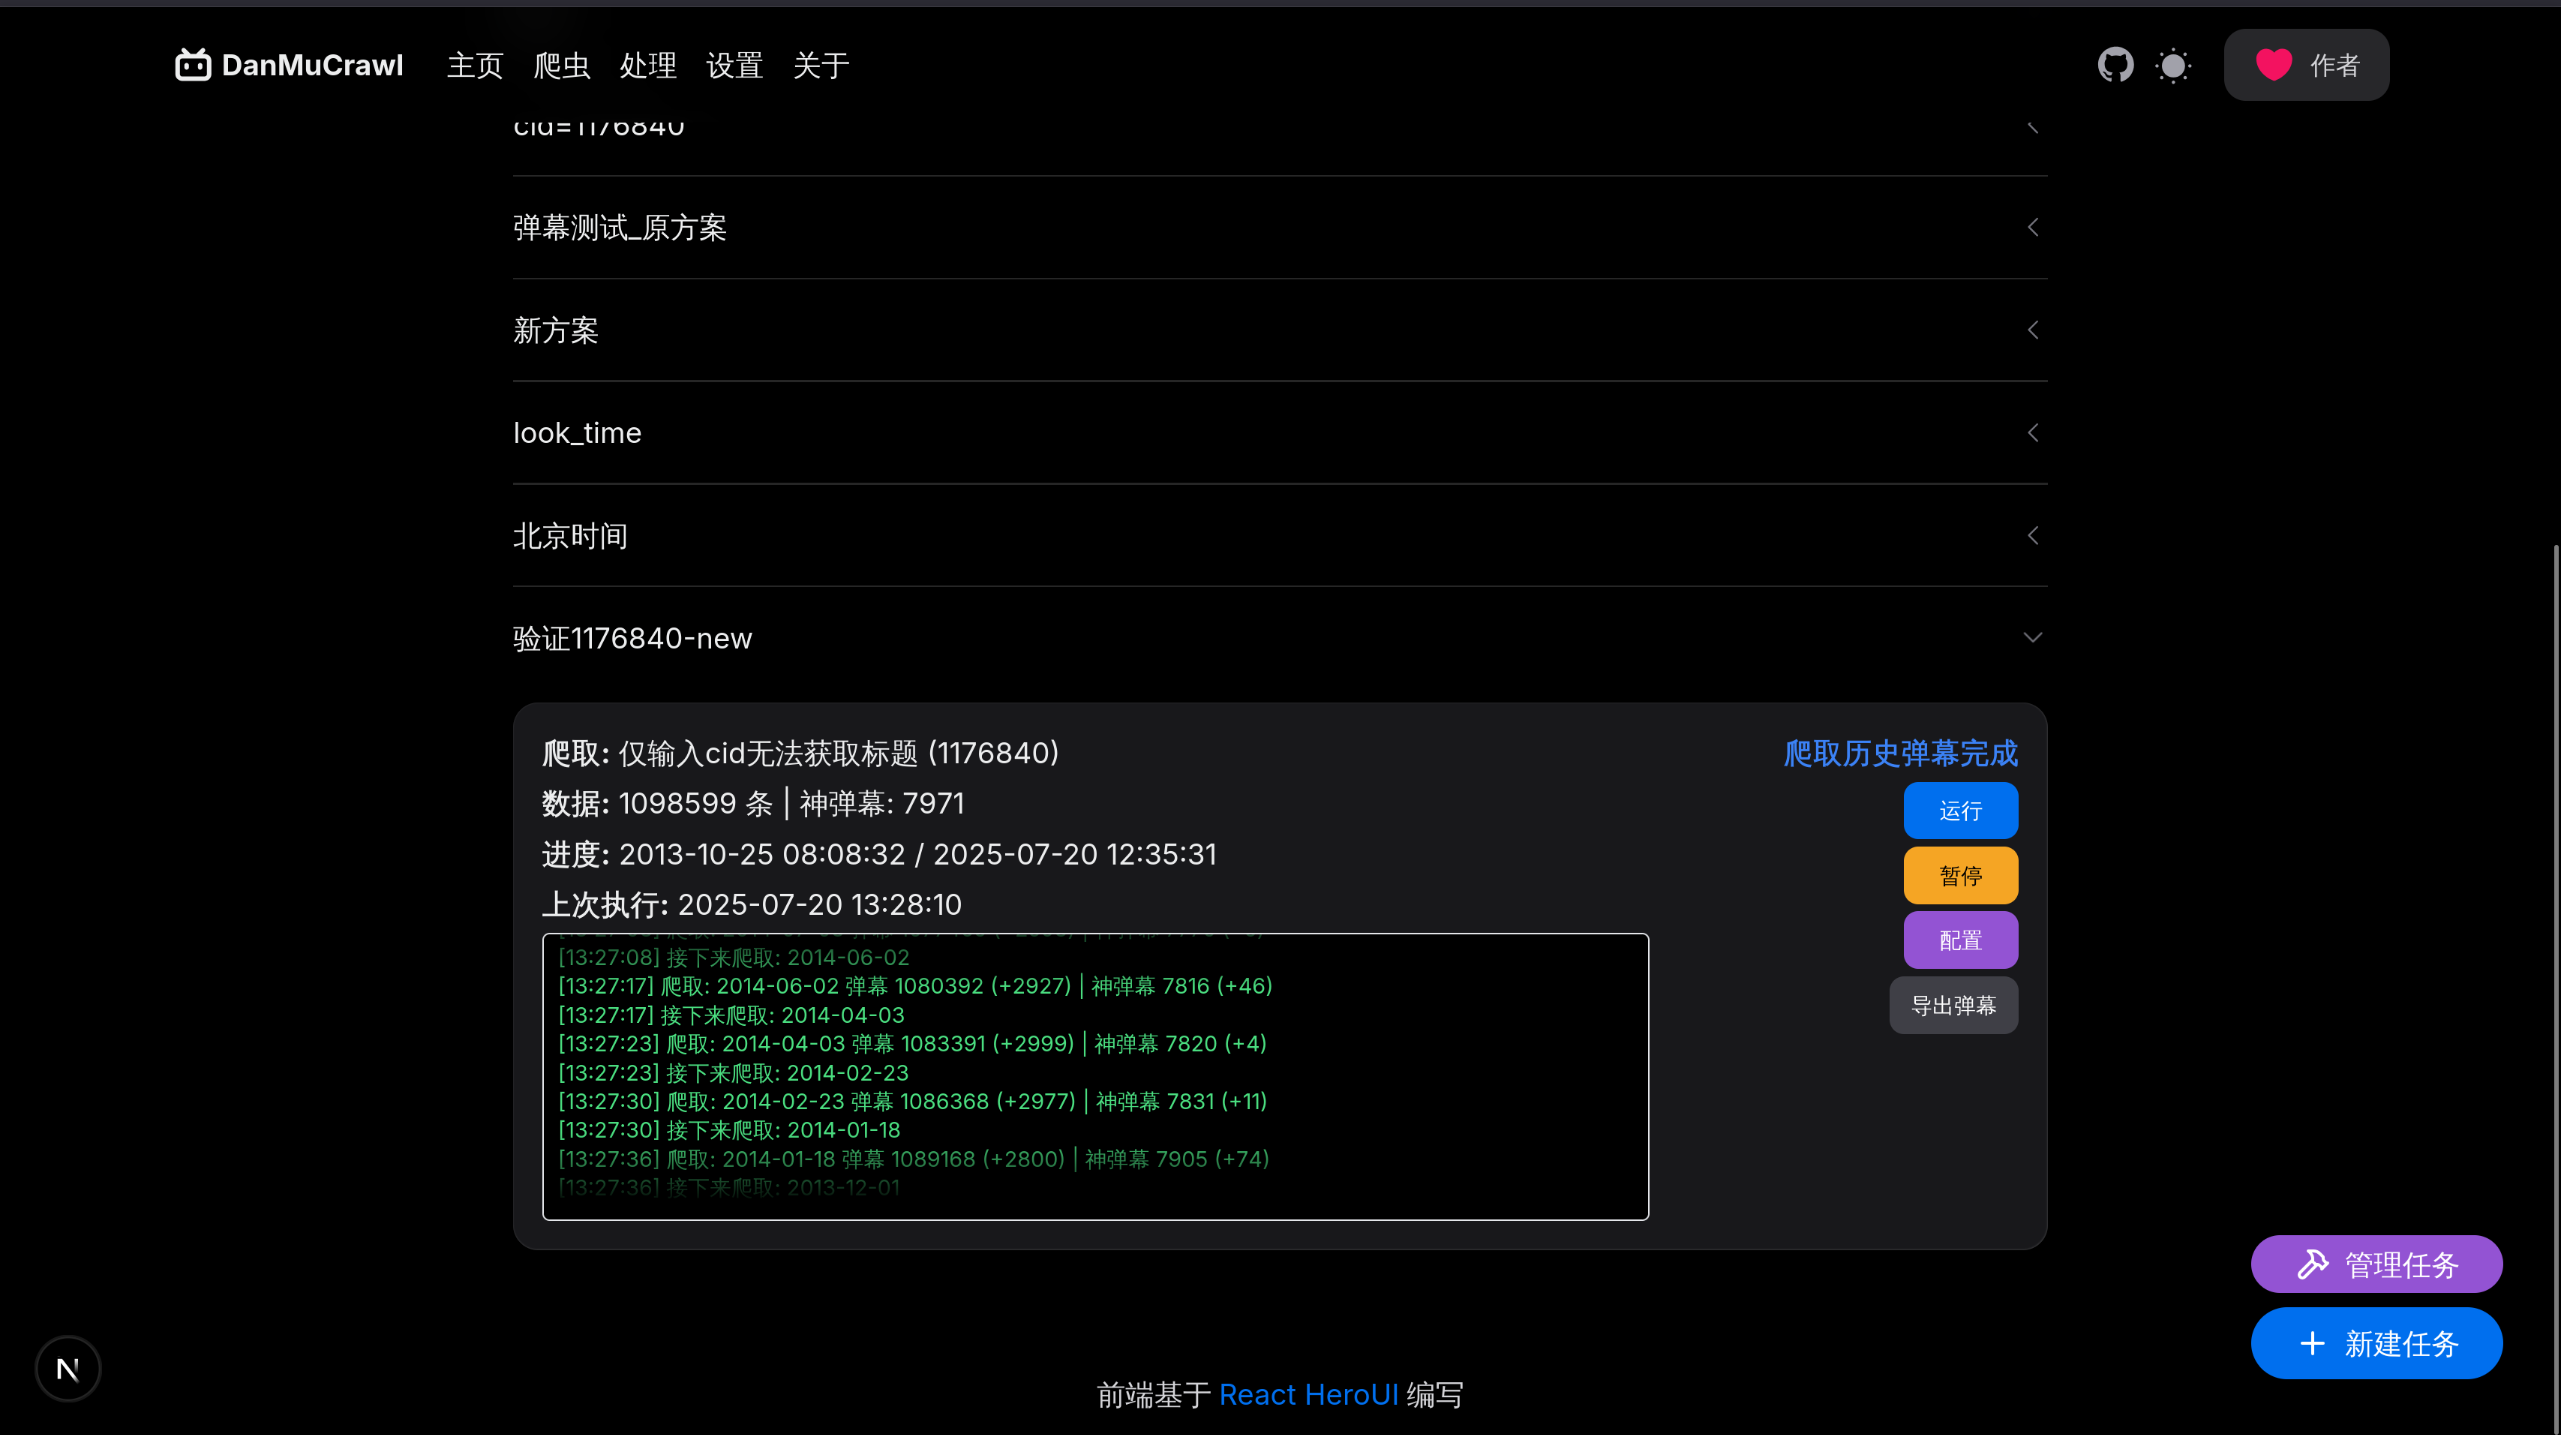 DanMuCrawl 主页 爬虫 处理 设置 关于 作者
cid=1176840
弹幕测试_原方案
新方案
look_time
北京时间
验证1176840-new
爬取: 仅输入cid无法获取标题 (1176840)
爬取历史弹幕完成
数据: 1098599 条 | 神弹幕: 7971
运行
进度: 2013-10-25 08:08:32 / 2025-07-20 12:35:31
暂停
上次执行: 2025-07-20 13:28:10
配置
导出弹幕
[13:27:08] 接下来爬取: 2014-06-02
[13:27:17] 爬取: 2014-06-02 弹幕 1080392 (+2927) | 神弹幕 7816 (+46)
[13:27:17] 接下来爬取: 2014-04-03
[13:27:23] 爬取: 2014-04-03 弹幕 1083391 (+2999) | 神弹幕 7820 (+4)
[13:27:23] 接下来爬取: 2014-02-23
[13:27:30] 爬取: 2014-02-23 弹幕 1086368 (+2977) | 神弹幕 7831 (+11)
[13:27:30] 接下来爬取: 2014-01-18
[13:27:36] 爬取: 2014-01-18 弹幕 1089168 (+2800) | 神弹幕 7905 (+74)
[13:27:36] 接下来爬取: 2013-12-01
管理任务
新建任务
N
前端基于 React HeroUI 编写